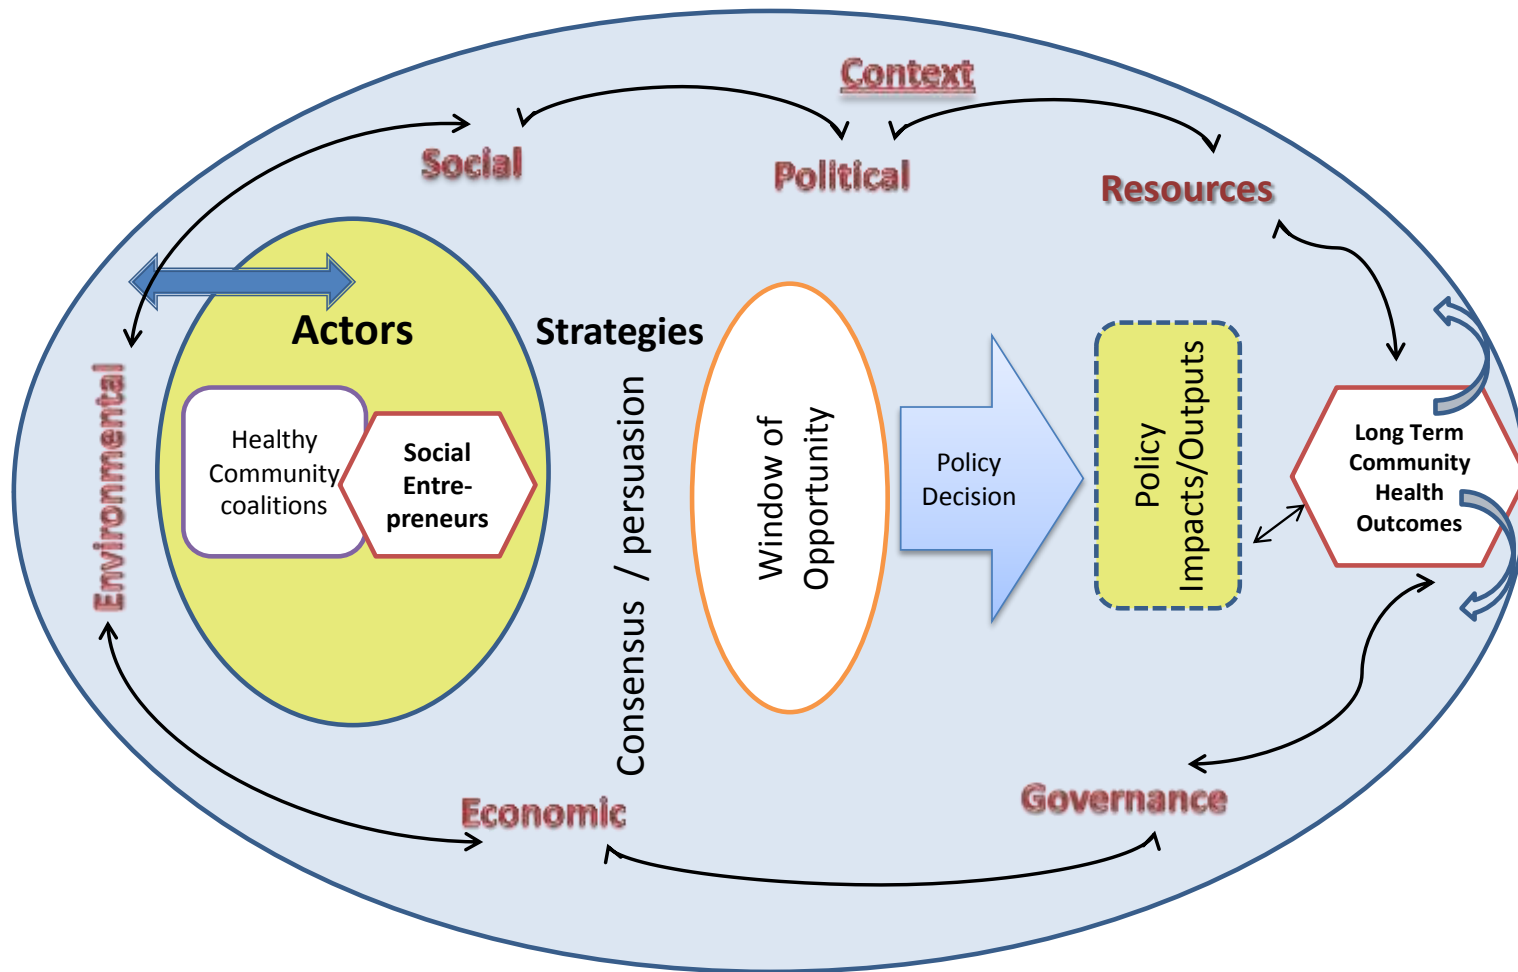 Context
Social
Political
Resources
Environmental
Actors
Healthy
Community
coalitions
Social
Entre-
preneurs
Strategies
Consensus / persuasion
Window of
Opportunity
Policy
Decision
Policy
Impacts/Outputs
Long Term
Community
Health
Outcomes
Economic
Governance